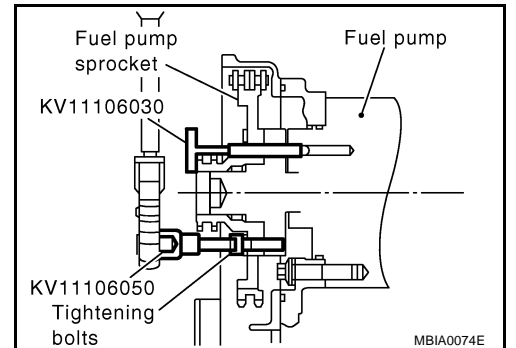 Fuel pump
sprocket
Fuel pump
KV11106030
KV11106050
Tightening
bolts
MBIA0074E